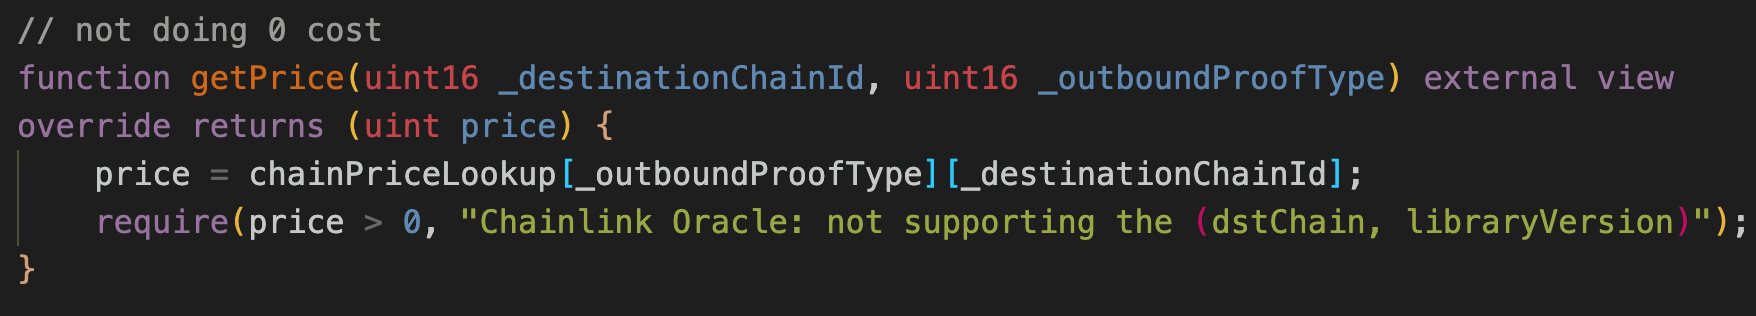 // not doing 0 cost
function getPrice(uint16 _destinationChainId, uint16 _outboundProofType) external view
override returns (uint price) {
    price = chainPriceLookup[_outboundProofType][_destinationChainId];
    require(price > 0, "Chainlink Oracle: not supporting the (dstChain, libraryVersion)");
}